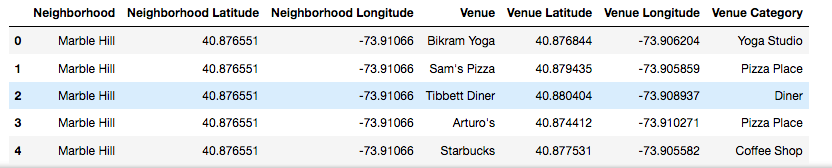 Neighborhood Neighborhood Latitude Neighborhood Longitude Venue Venue Latitude Venue Longitude Venue Category
0 Marble Hill 40.876551 -73.91066 Bikram Yoga 40.876844 -73.906204 Yoga Studio
1 Marble Hill 40.876551 -73.91066 Sam's Pizza 40.879435 -73.905859 Pizza Place
2 Marble Hill 40.876551 -73.91066 Tibbett Diner 40.880404 -73.908937 Diner
3 Marble Hill 40.876551 -73.91066 Arturo's 40.874412 -73.910271 Pizza Place
4 Marble Hill 40.876551 -73.91066 Starbucks 40.877531 -73.905582 Coffee Shop